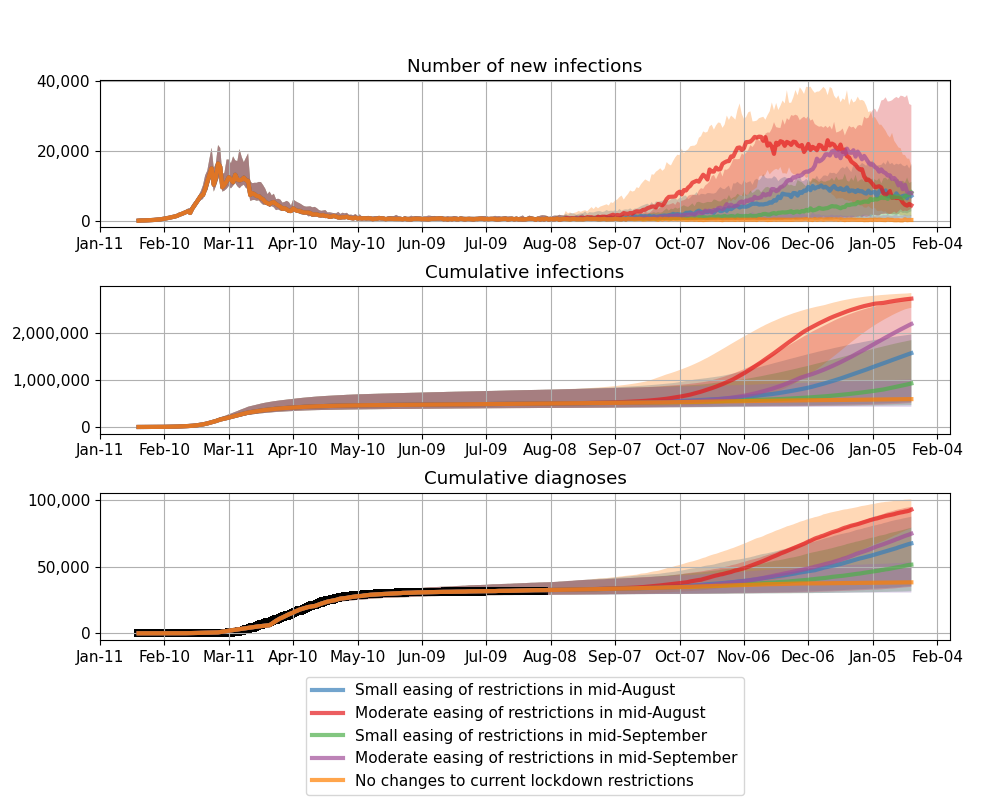 Number of new infections
40,000
20,000
0
Jan-11 Feb-10 Mar-11 Apr-10 May-10 Jun-09 Jul-09 Aug-08 Sep-07 Oct-07 Nov-06 Dec-06 Jan-05 Feb-04
Cumulative infections
2,000,000
1,000,000
0
Jan-11 Feb-10 Mar-11 Apr-10 May-10 Jun-09 Jul-09 Aug-08 Sep-07 Oct-07 Nov-06 Dec-06 Jan-05 Feb-04
Cumulative diagnoses
100,000
50,000
0
Jan-11 Feb-10 Mar-11 Apr-10 May-10 Jun-09 Jul-09 Aug-08 Sep-07 Oct-07 Nov-06 Dec-06 Jan-05 Feb-04
Small easing of restrictions in mid-August
Moderate easing of restrictions in mid-August
Small easing of restrictions in mid-September
Moderate easing of restrictions in mid-September
No changes to current lockdown restrictions